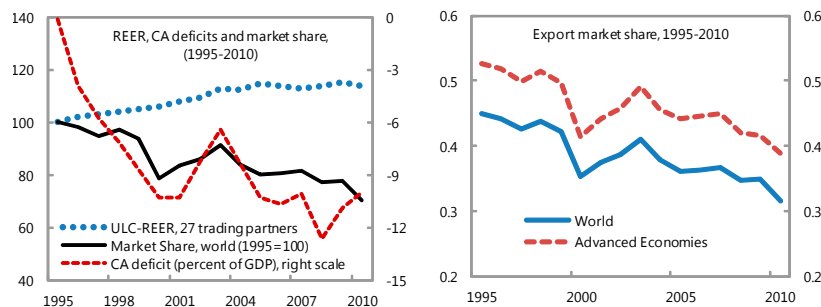 REER, CA deficits and market share,
(1995-2010)
140
120
100
80
60
40
0
-3
-6
-9
-12
-15
ULC-REER, 27 trading partners
Market Share, world (1995=100)
CA deficit (percent of GDP), right scale
1995 1998 2001 2004 2007 2010
Export market share, 1995-2010
0.6
0.5
0.4
0.3
0.2
0.6
0.5
0.4
0.3
0.2
World
Advanced Economies
1995 2000 2005 2010